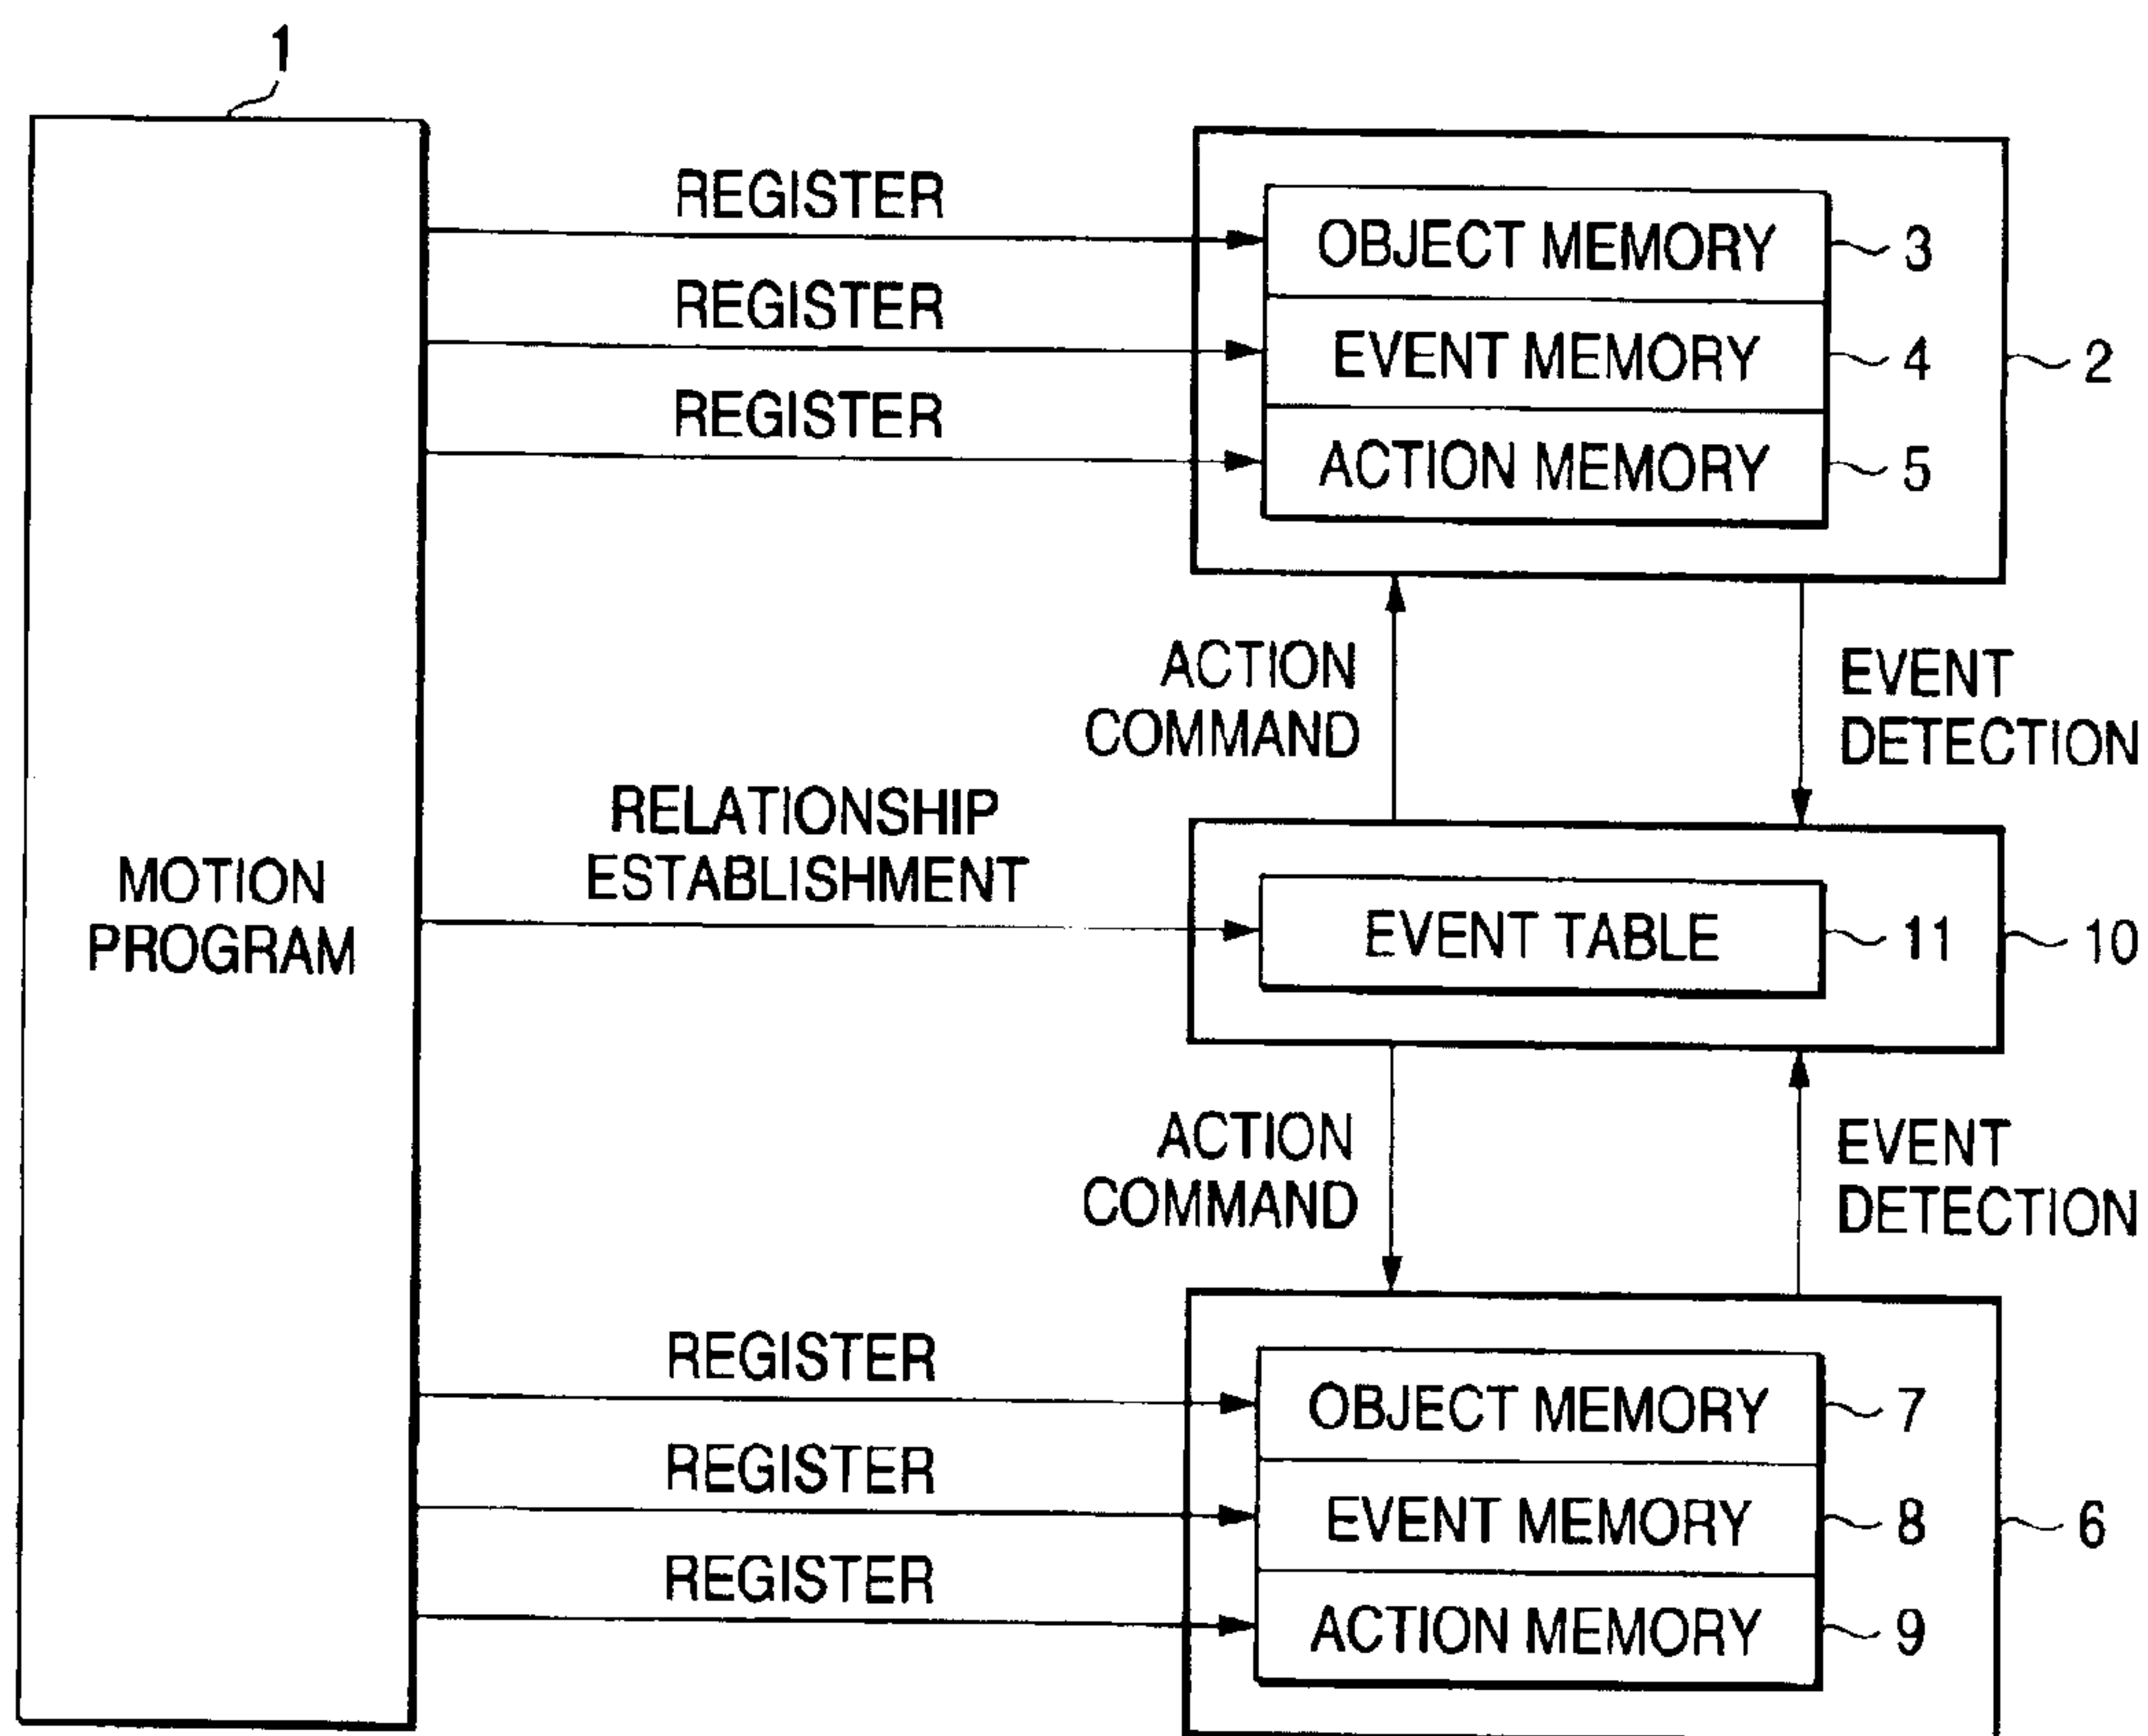 1
REGISTER
OBJECT MEMORY 3
REGISTER
EVENT MEMORY 4
2
REGISTER
ACTION MEMORY 5
ACTION
COMMAND
EVENT
DETECTION
RELATIONSHIP
ESTABLISHMENT
MOTION
PROGRAM
EVENT TABLE 11
10
ACTION
COMMAND
EVENT
DETECTION
REGISTER
OBJECT MEMORY 7
REGISTER
EVENT MEMORY 8
6
REGISTER
ACTION MEMORY 9